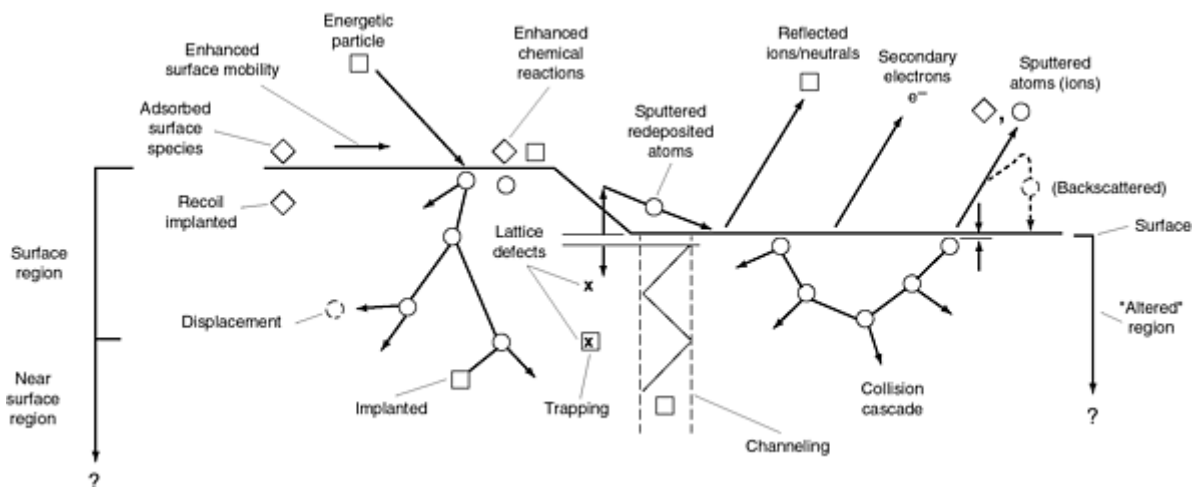 Energetic
particle
Enhanced
surface mobility
Enhanced
chemical
reactions
Reflected
ions/neutrals
Secondary
electrons
e–
Sputtered
atoms (ions)
,
Adsorbed
surface
species
Sputtered
redeposited
atoms
(Backscattered)
Recoil
implanted
Surface
Lattice
defects
Surface
region
x
"Altered"
region
Displacement
x
Near
surface
region
Implanted
Trapping
Collision
cascade
Channeling
?
?